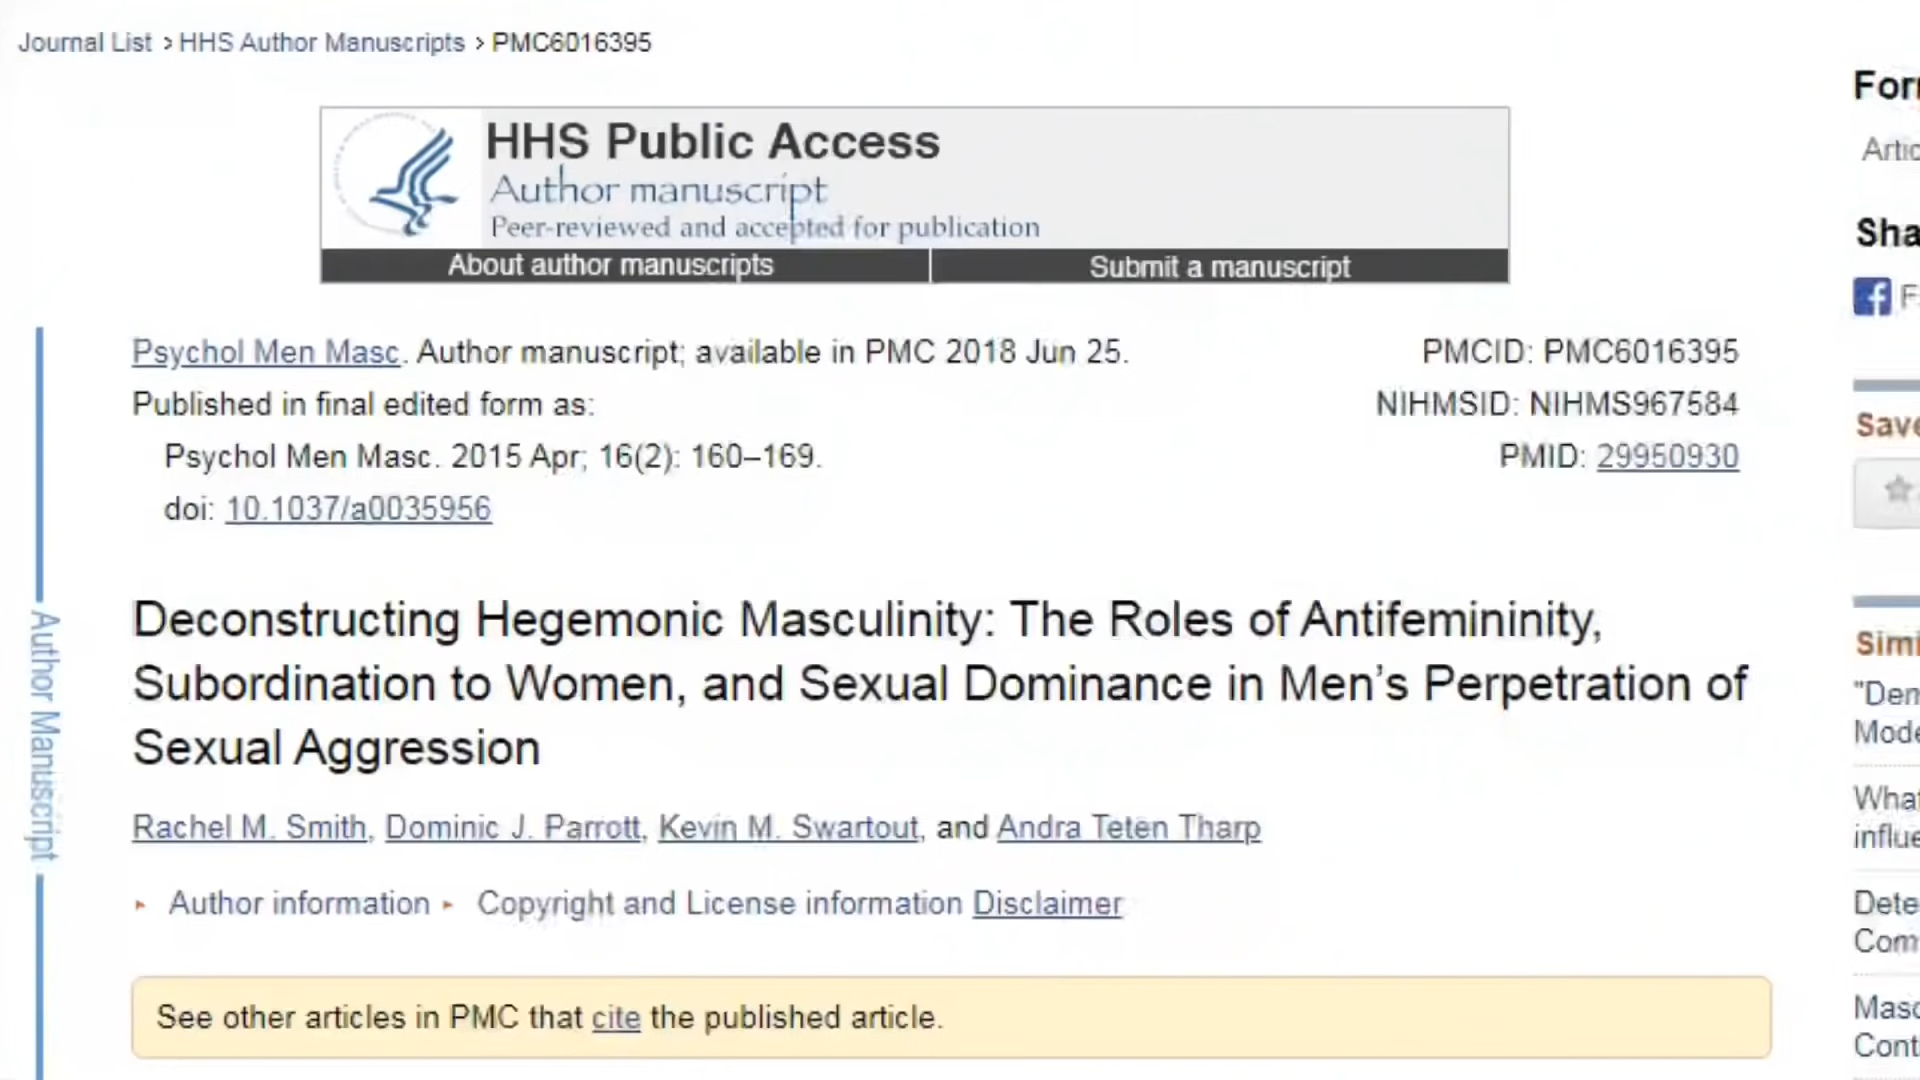 Journal List > HHS Author Manuscripts > PMC6016395
HHS Public Access
Author manuscript
Peer-reviewed and accepted for publication
About author manuscripts
Submit a manuscript
Psychol Men Masc. Author manuscript; available in PMC 2018 Jun 25.
Published in final edited form as:
Psychol Men Masc. 2015 Apr; 16(2): 160–169.
doi: 10.1037/a0035956
PMCID: PMC6016395
NIHMSID: NIHMS967584
PMID: 29950930
Deconstructing Hegemonic Masculinity: The Roles of Antifemininity,
Subordination to Women, and Sexual Dominance in Men’s Perpetration of
Sexual Aggression
Rachel M. Smith, Dominic J. Parrott, Kevin M. Swartout, and Andra Teten Tharp
▸ Author information ▸ Copyright and License information Disclaimer
See other articles in PMC that cite the published article.
Author Manuscript
Save